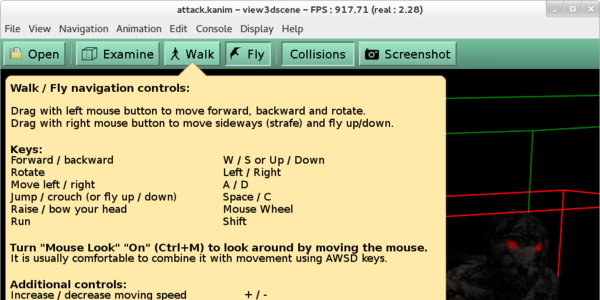 attack.kanim – view3dscene – FPS : 917.71 (real : 2.28)
File View Navigation Animation Edit Console Display Help
Open Examine Walk Fly Collisions Screenshot
Walk / Fly navigation controls:
Drag with left mouse button to move forward, backward and rotate.
Drag with right mouse button to move sideways (strafe) and fly up/down.
Keys:
Forward / backward W / S or Up / Down
Rotate Left / Right
Move left / right A / D
Jump / crouch (or fly up / down) Space / C
Raise / bow your head Mouse Wheel
Run Shift
Turn "Mouse Look" "On" (Ctrl+M) to look around by moving the mouse.
It is usually comfortable to combine it with movement using AWSD keys.
Additional controls:
Increase / decrease moving speed + / -